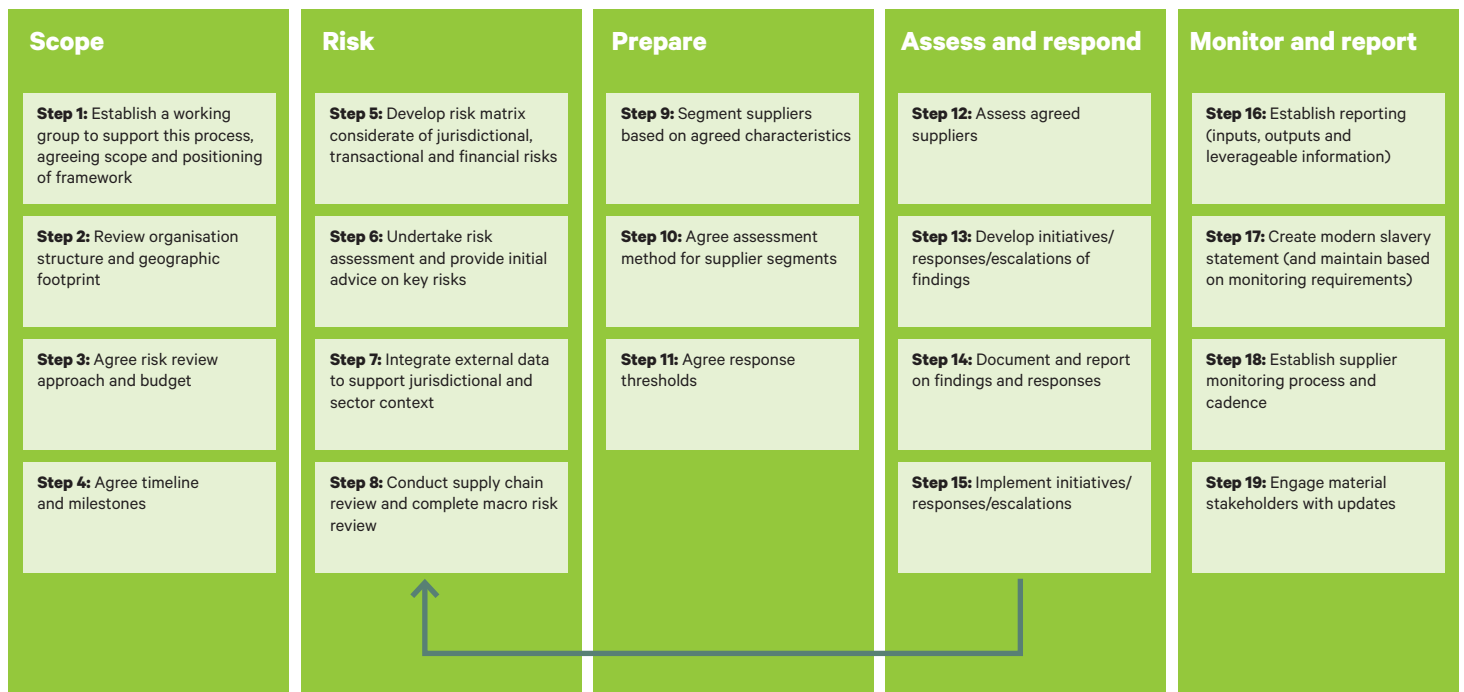 Scope
Step 1: Establish a working
group to support this process,
agreeing scope and positioning
of framework
Step 2: Review organisation
structure and geographic
footprint
Step 3: Agree risk review
approach and budget
Step 4: Agree timeline
and milestones
Risk
Step 5: Develop risk matrix
considerate of jurisdictional,
transactional and financial risks
Step 6: Undertake risk
assessment and provide initial
advice on key risks
Step 7: Integrate external data
to support jurisdictional and
sector context
Step 8: Conduct supply chain
review and complete macro risk
review
Prepare
Step 9: Segment suppliers
based on agreed characteristics
Step 10: Agree assessment
method for supplier segments
Step 11: Agree response
thresholds
Assess and respond
Step 12: Assess agreed
suppliers
Step 13: Develop initiatives/
responses/escalations of
findings
Step 14: Document and report
on findings and responses
Step 15: Implement initiatives/
responses/escalations
Monitor and report
Step 16: Establish reporting
(inputs, outputs and
leverageable information)
Step 17: Create modern slavery
statement (and maintain based
on monitoring requirements)
Step 18: Establish supplier
monitoring process and
cadence
Step 19: Engage material
stakeholders with updates